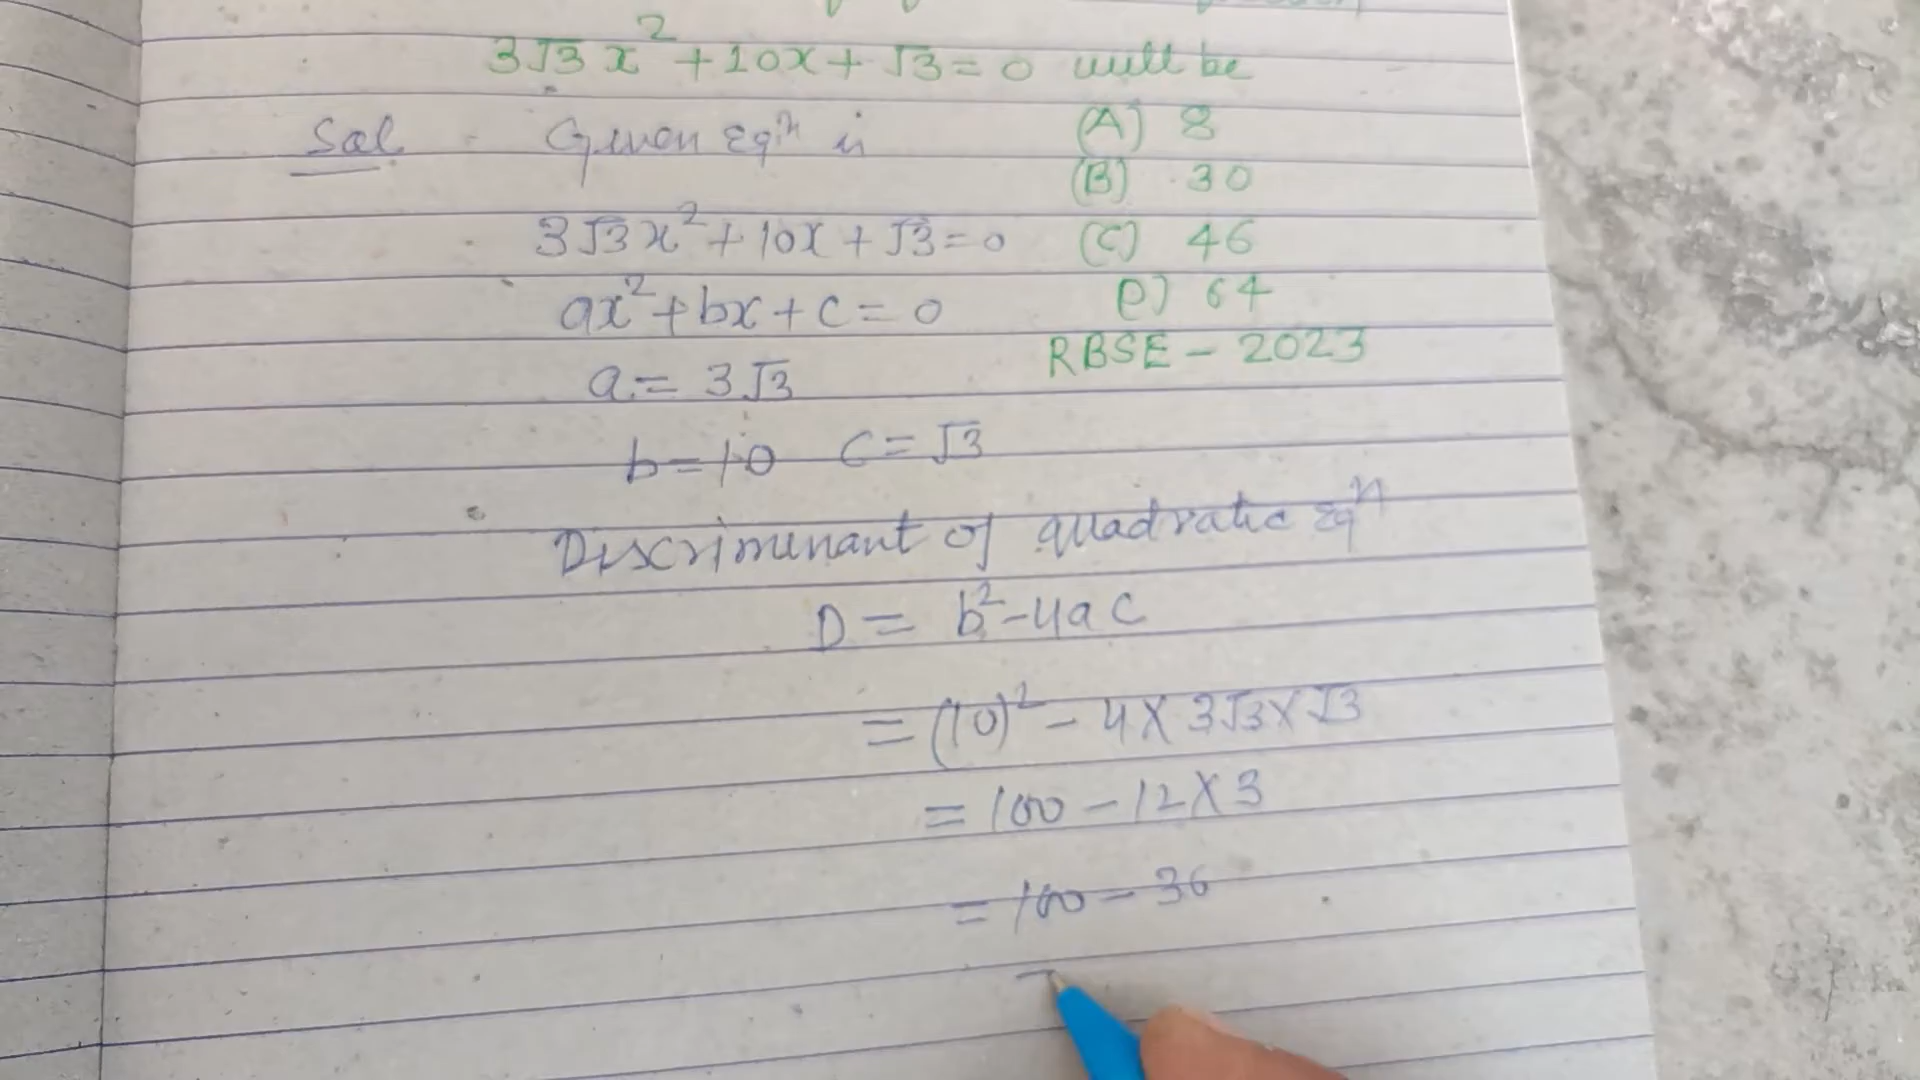 3√3x² + 10x + √3 = 0 will be
Sol - Given Eqⁿ is
(A) 8
(B) 30
3√3x² + 10x + √3 = 0
(C) 46
ax² + bx + c = 0
D) 64
RBSE - 2023
a = 3√3
b = 10 c = √3
Discriminant of quadratic Eqⁿ
D = b² - 4ac
= (10)² - 4 × 3√3 × √3
= 100 - 12 × 3
= 100 - 36